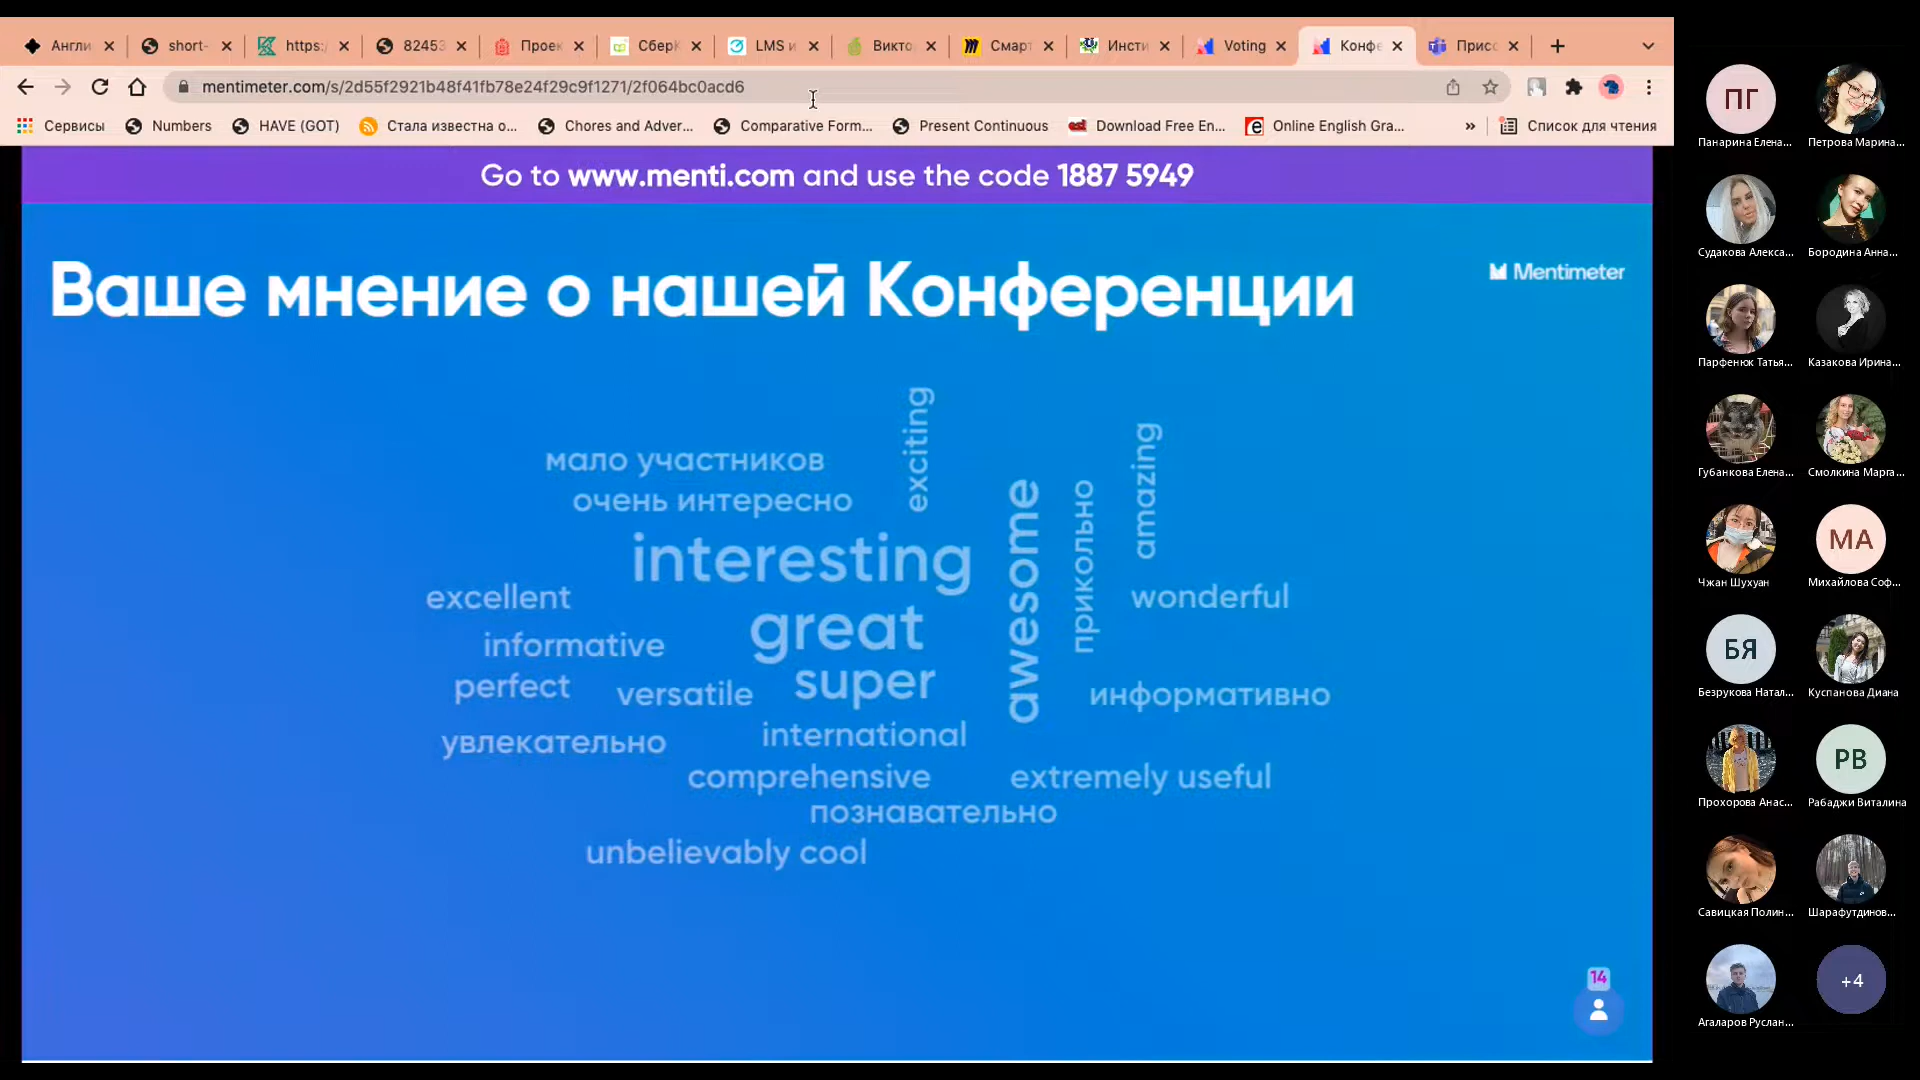 Англи
short-
https:/
82453
Проек
СберК
LMS и
Викто
Смарт
Инсти
Voting
Конфе
Присо
mentimeter.com/s/2d55f2921b48f41fb78e24f29c9f1271/2f064bc0acd6
Сервисы
Numbers
HAVE (GOT)
Стала известна о...
Chores and Adver...
Comparative Form...
Present Continuous
Download Free En...
Online English Gra...
»
Список для чтения
Go to www.menti.com and use the code 1887 5949
Ваше мнение о нашей Конференции
Mentimeter
exciting
мало участников
amazing
очень интересно
awesome
прикольно
interesting
excellent
wonderful
great
informative
super
perfect
versatile
информативно
international
увлекательно
comprehensive
extremely useful
познавательно
unbelievably cool
14
ПГ
Панарина Елена...
Петрова Марина...
Судакова Алекса...
Бородина Анна...
Парфенюк Татья...
Казакова Ирина...
Губанкова Елена...
Смолкина Марга...
Чжан Шухуан
МА
Михайлова Соф...
БЯ
Безрукова Натал...
Куспанова Диана
Прохорова Анас...
РВ
Рабаджи Виталина
Савицкая Полин...
Шарафутдинов...
Агаларов Руслан...
+4